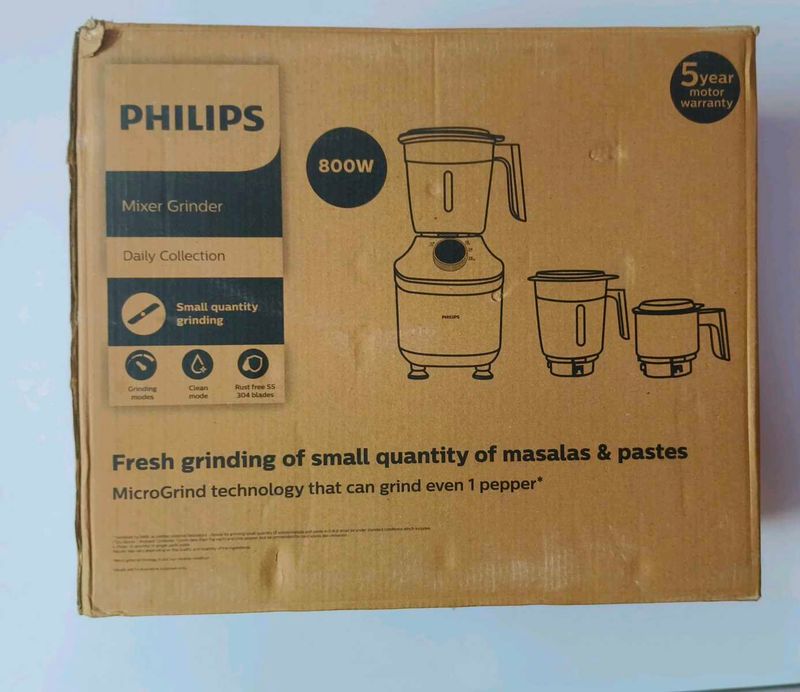 PHILIPS
Mixer Grinder
Daily Collection
Small quantity
grinding
Grinding
modes
Clean
mode
Rust free SS
304 blades
800W
5 year
motor
warranty
PHILIPS
Fresh grinding of small quantity of masalas & pastes
MicroGrind technology that can grind even 1 pepper*